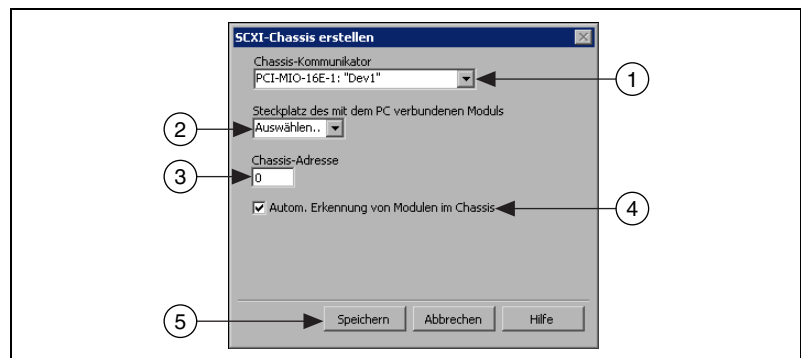 SCXI-Chassis erstellen
Chassis-Kommunikator
PCI-MIO-16E-1: "Dev1"
1
Steckplatz des mit dem PC verbundenen Moduls
2
Auswählen..
Chassis-Adresse
3
0
Autom. Erkennung von Modulen im Chassis
4
5
Speichern Abbrechen Hilfe